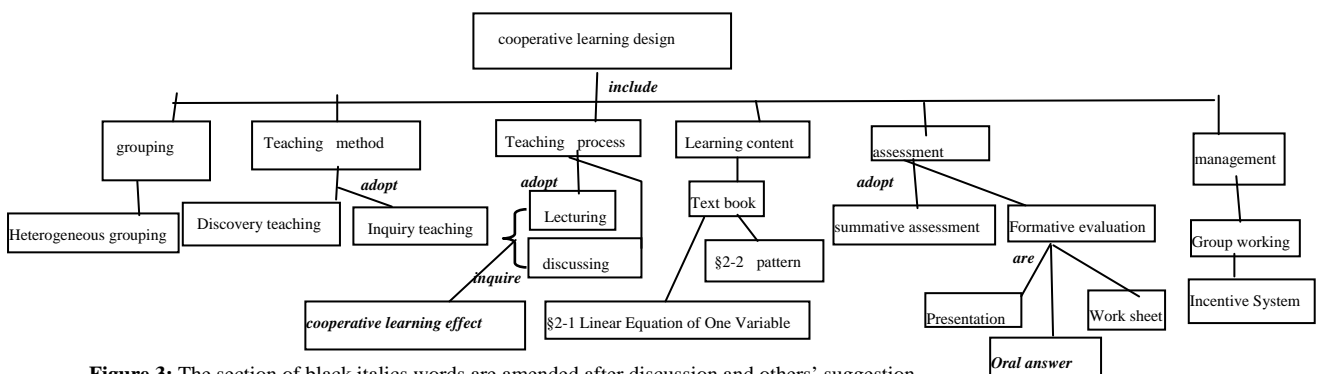 cooperative learning design
include
grouping
Teaching method
Teaching process
Learning content
assessment
management
adopt
adopt
adopt
Heterogeneous grouping
Discovery teaching
Inquiry teaching
Lecturing
discussing
Text book
summative assessment
Formative evaluation
Group working
inquire
§2-2 pattern
are
cooperative learning effect
§2-1 Linear Equation of One Variable
Presentation
Work sheet
Incentive System
Oral answer
Figure 3: The section of black italics words are amended after discussion and others' suggestion